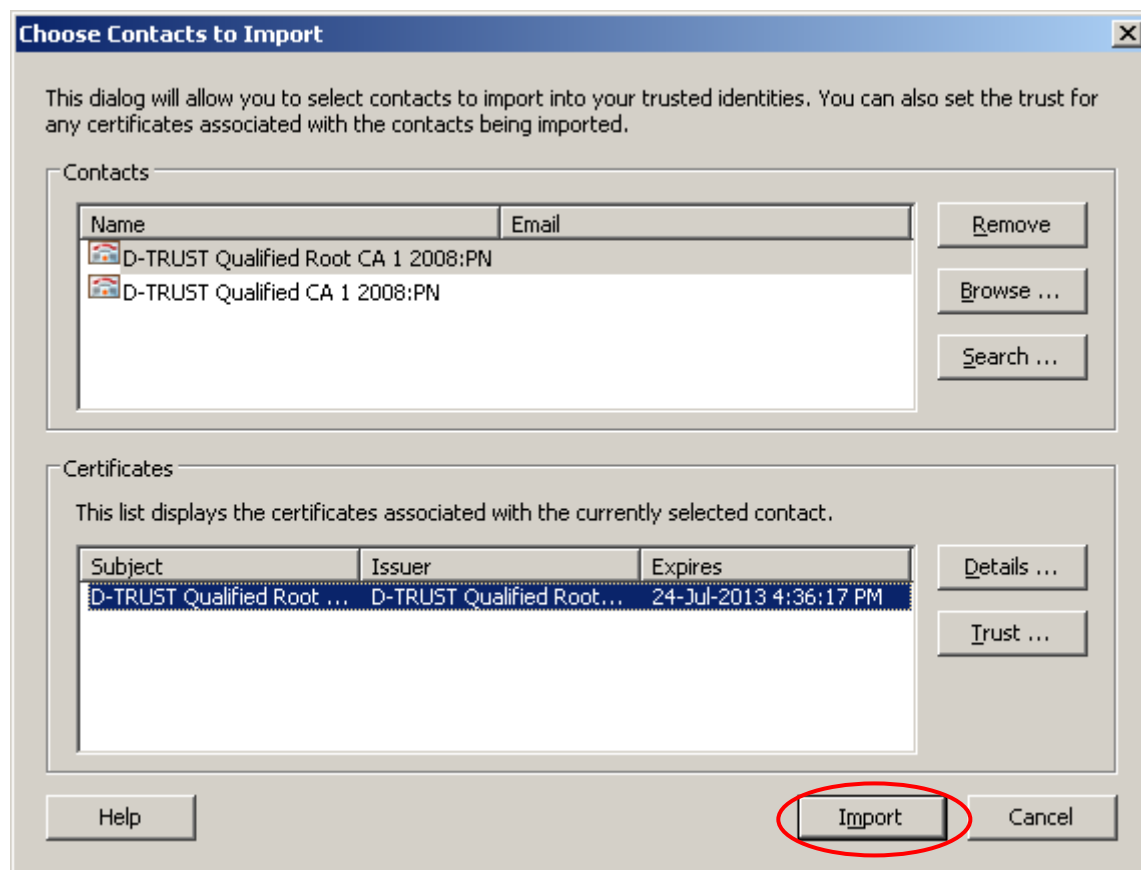 Choose Contacts to Import
This dialog will allow you to select contacts to import into your trusted identities. You can also set the trust for
any certificates associated with the contacts being imported.
Contacts
Name Email
D-TRUST Qualified Root CA 1 2008:PN
D-TRUST Qualified CA 1 2008:PN
Remove
Browse ...
Search ...
Certificates
This list displays the certificates associated with the currently selected contact.
Subject Issuer Expires
D-TRUST Qualified Root ... D-TRUST Qualified Root... 24-Jul-2013 4:36:17 PM
Details ...
Trust ...
Help Import Cancel